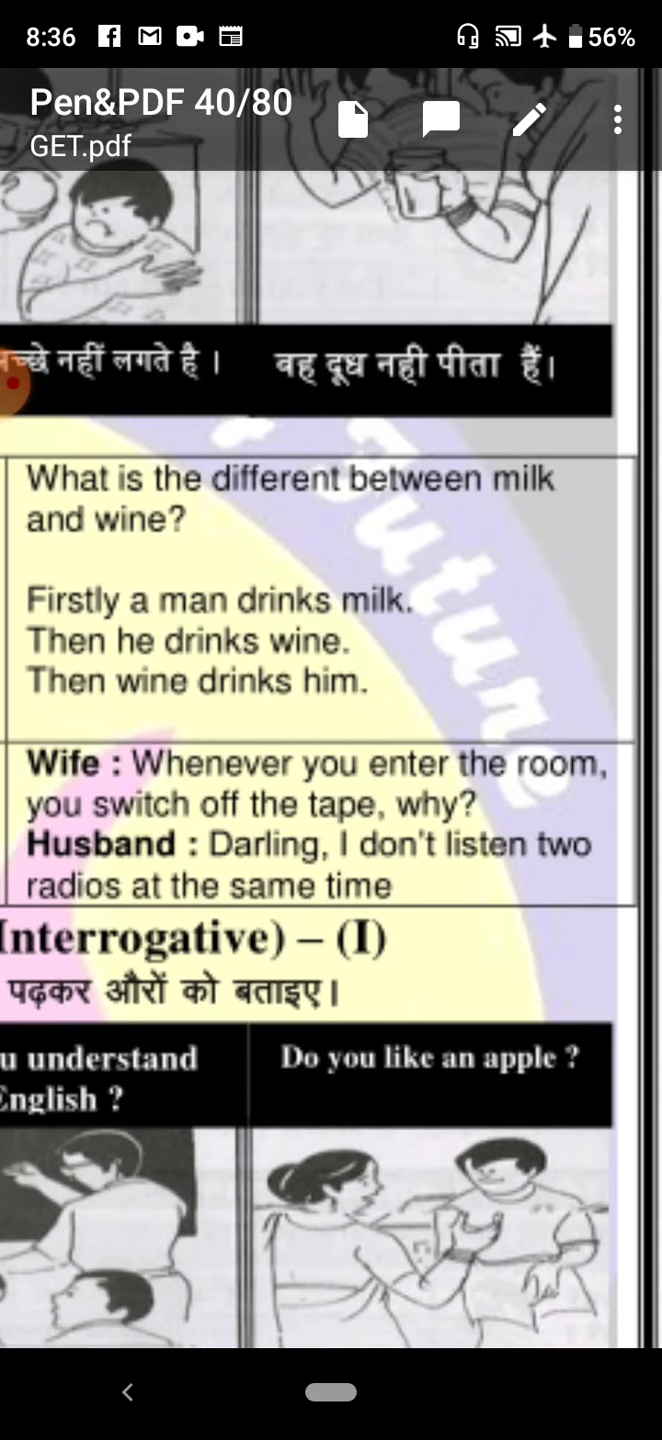 8:36
56%
Pen&PDF 40/80
GET.pdf
नहीं लगते है ।
वह दूध नही पीता हैं।
What is the different between milk
and wine?
Firstly a man drinks milk.
Then he drinks wine.
Then wine drinks him.
Future
Wife : Whenever you enter the room,
you switch off the tape, why?
Husband : Darling, I don't listen two
radios at the same time
Interrogative) – (I)
पढ़कर औरों को बताइए।
u understand
English ?
Do you like an apple ?